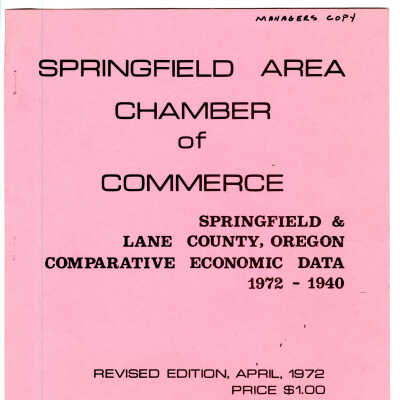 MANAGERS COPY
SPRINGFIELD AREA
CHAMBER
of
COMMERCE
SPRINGFIELD &
LANE COUNTY, OREGON
COMPARATIVE ECONOMIC DATA
1972 - 1940
REVISED EDITION, APRIL, 1972
PRICE $1.00